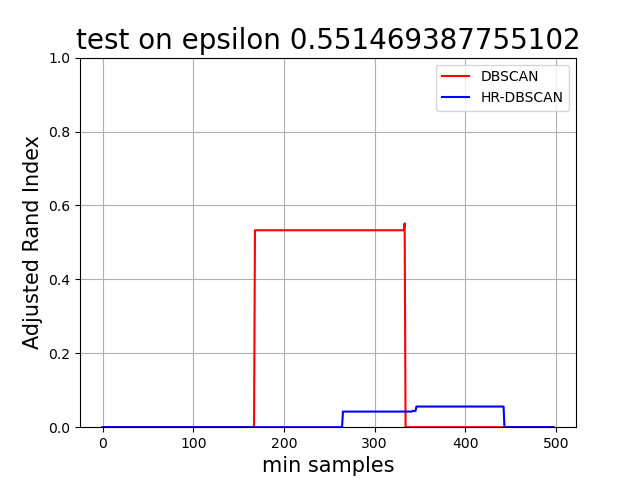 test on epsilon 0.551469387755102
DBSCAN
HR-DBSCAN
1.0
0.8
0.6
0.4
0.2
0.0
Adjusted Rand Index
0 100 200 300 400 500
min samples